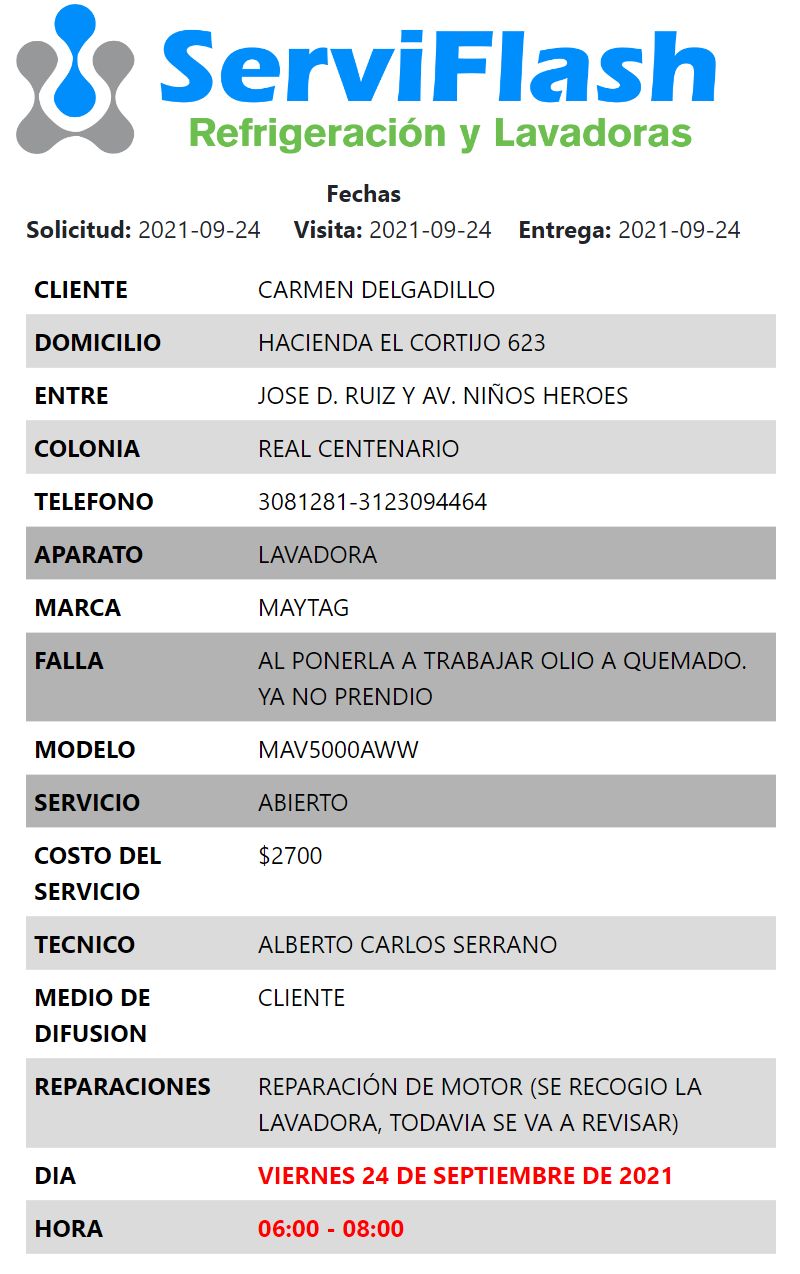 ServiFlash
Refrigeración y Lavadoras
Fechas
Solicitud: 2021-09-24 Visita: 2021-09-24 Entrega: 2021-09-24
CLIENTE CARMEN DELGADILLO
DOMICILIO HACIENDA EL CORTIJO 623
ENTRE JOSE D. RUIZ Y AV. NIÑOS HEROES
COLONIA REAL CENTENARIO
TELEFONO 3081281-3123094464
APARATO LAVADORA
MARCA MAYTAG
FALLA AL PONERLA A TRABAJAR OLIO A QUEMADO.
YA NO PRENDIO
MODELO MAV5000AWW
SERVICIO ABIERTO
COSTO DEL $2700
SERVICIO
TECNICO ALBERTO CARLOS SERRANO
MEDIO DE CLIENTE
DIFUSION
REPARACIONES REPARACIÓN DE MOTOR (SE RECOGIO LA
LAVADORA, TODAVIA SE VA A REVISAR)
DIA VIERNES 24 DE SEPTIEMBRE DE 2021
HORA 06:00 - 08:00